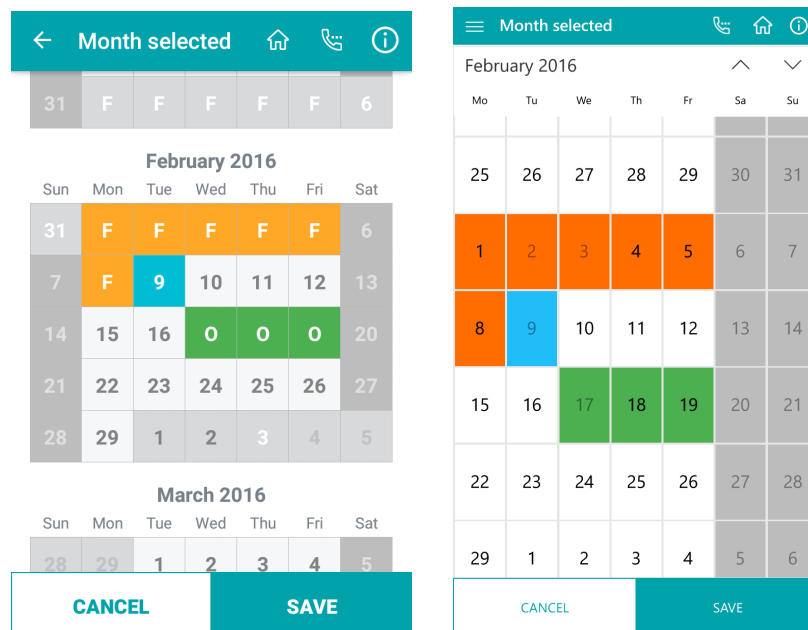 Month selected
31 F F F F F 6
February 2016
Sun Mon Tue Wed Thu Fri Sat
31 F F F F F 6
7 F 9 10 11 12 13
14 15 16 O O O 20
21 22 23 24 25 26 27
28 29 1 2 3 4 5
March 2016
Sun Mon Tue Wed Thu Fri Sat
28 29 1 2 3 4 5
CANCEL SAVE
Month selected
February 2016
Mo Tu We Th Fr Sa Su
25 26 27 28 29 30 31
1 2 3 4 5 6 7
8 9 10 11 12 13 14
15 16 17 18 19 20 21
22 23 24 25 26 27 28
29 1 2 3 4 5 6
CANCEL SAVE